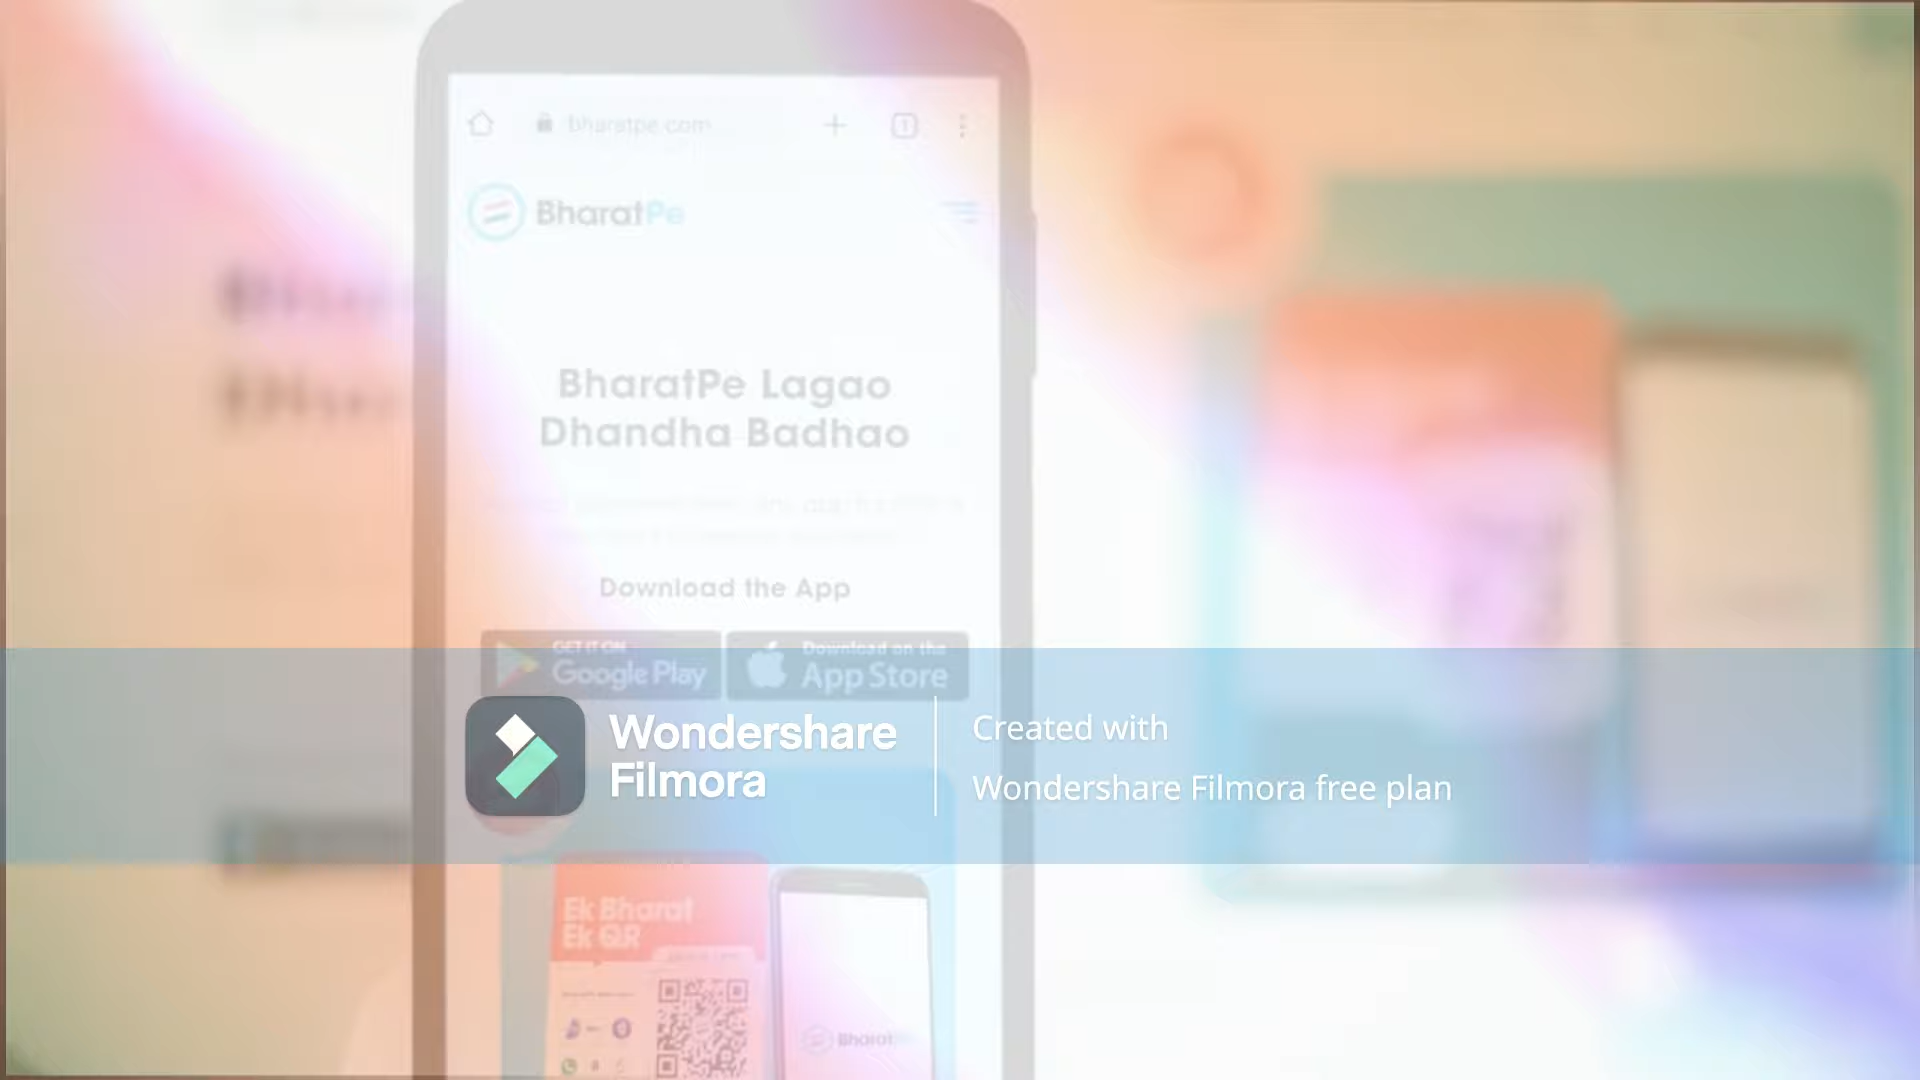 bharatpe.com
BharatPe
BharatPe Lagao
Dhandha Badhao
Download the App
GET IT ON
Google Play
Download on the
App Store
Wondershare
Filmora
Created with
Wondershare Filmora free plan
Ek Bharat
Ek QR
BharatPe